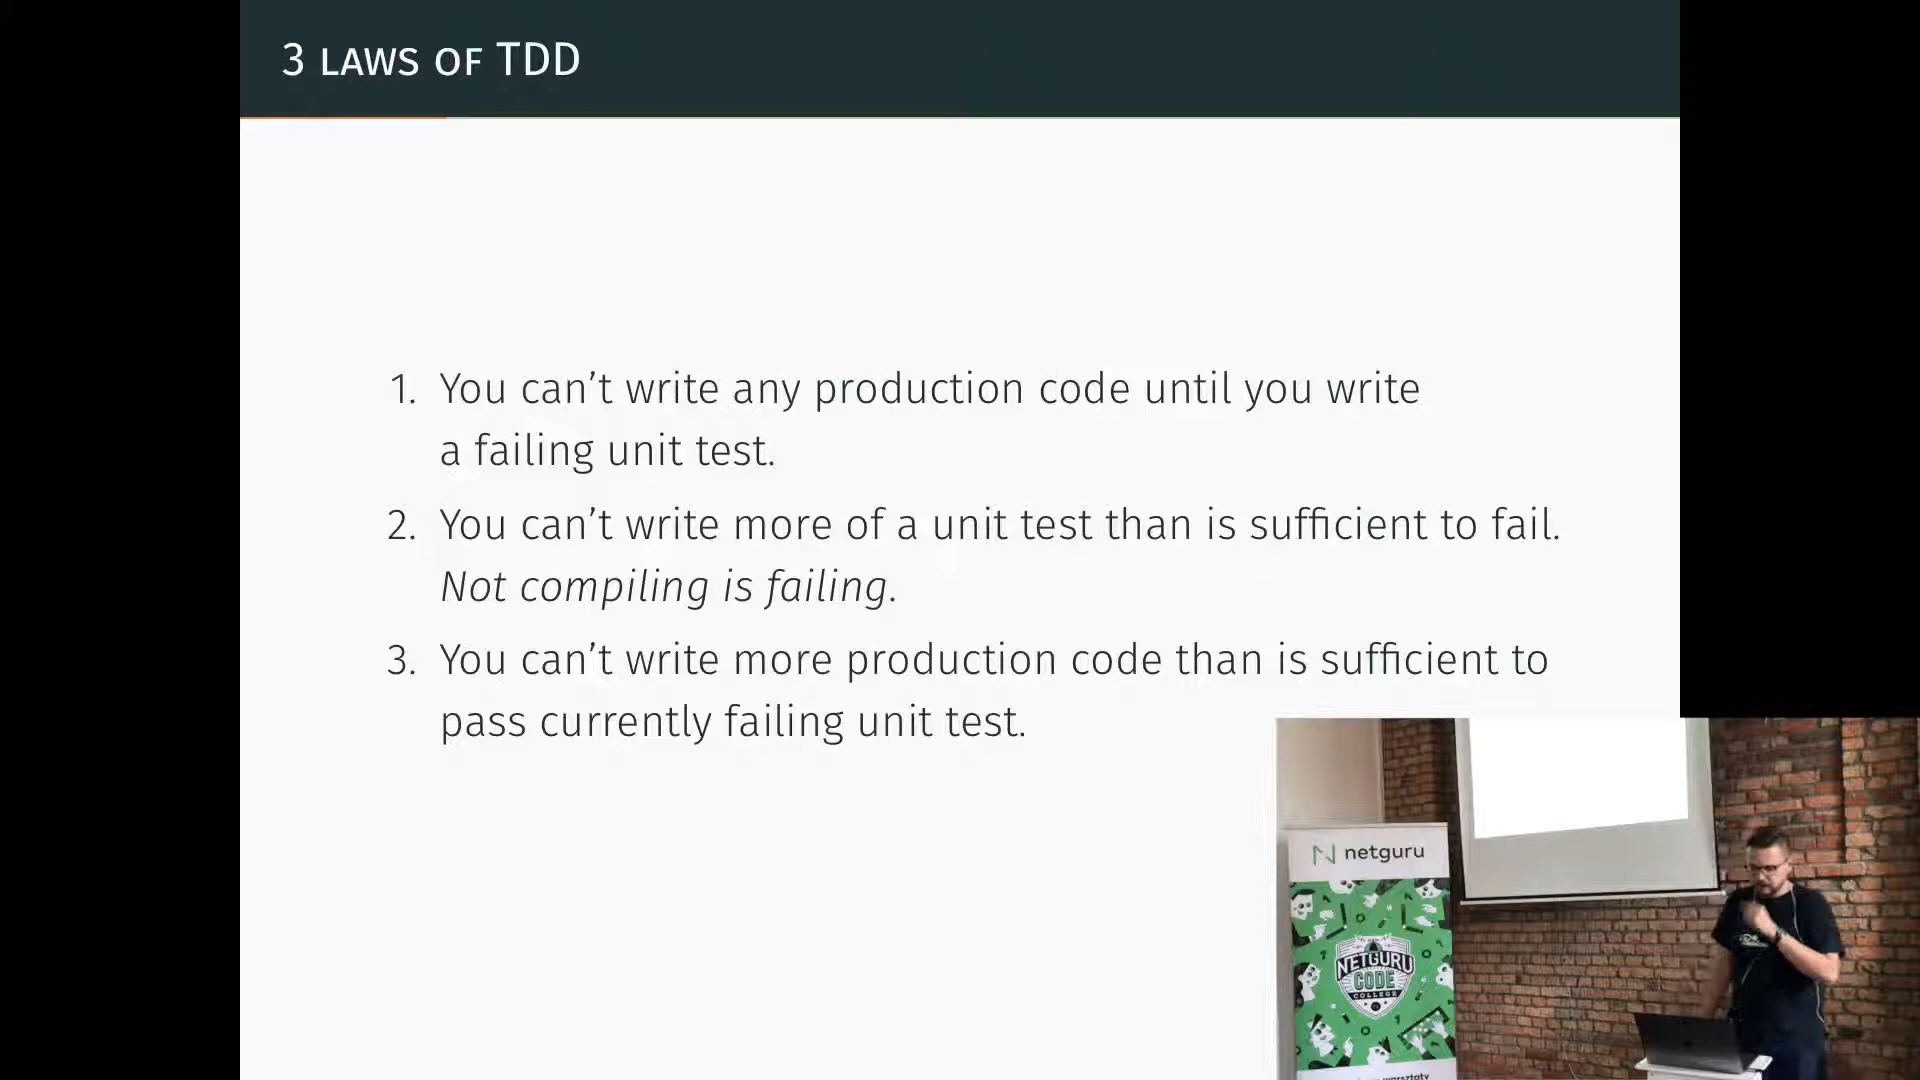 3 LAWS OF TDD
1. You can’t write any production code until you write
a failing unit test.
2. You can’t write more of a unit test than is sufficient to fail.
Not compiling is failing.
3. You can’t write more production code than is sufficient to
pass currently failing unit test.
netguru
NETGURU
CODE
COLLEGE
warsztaty